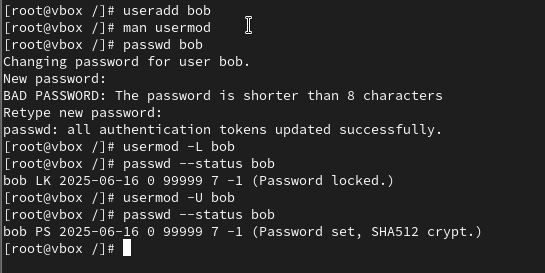 [root@vbox /]# useradd bob
[root@vbox /]# man usermod
[root@vbox /]# passwd bob
Changing password for user bob.
New password:
BAD PASSWORD: The password is shorter than 8 characters
Retype new password:
passwd: all authentication tokens updated successfully.
[root@vbox /]# usermod -L bob
[root@vbox /]# passwd --status bob
bob LK 2025-06-16 0 99999 7 -1 (Password locked.)
[root@vbox /]# usermod -U bob
[root@vbox /]# passwd --status bob
bob PS 2025-06-16 0 99999 7 -1 (Password set, SHA512 crypt.)
[root@vbox /]#